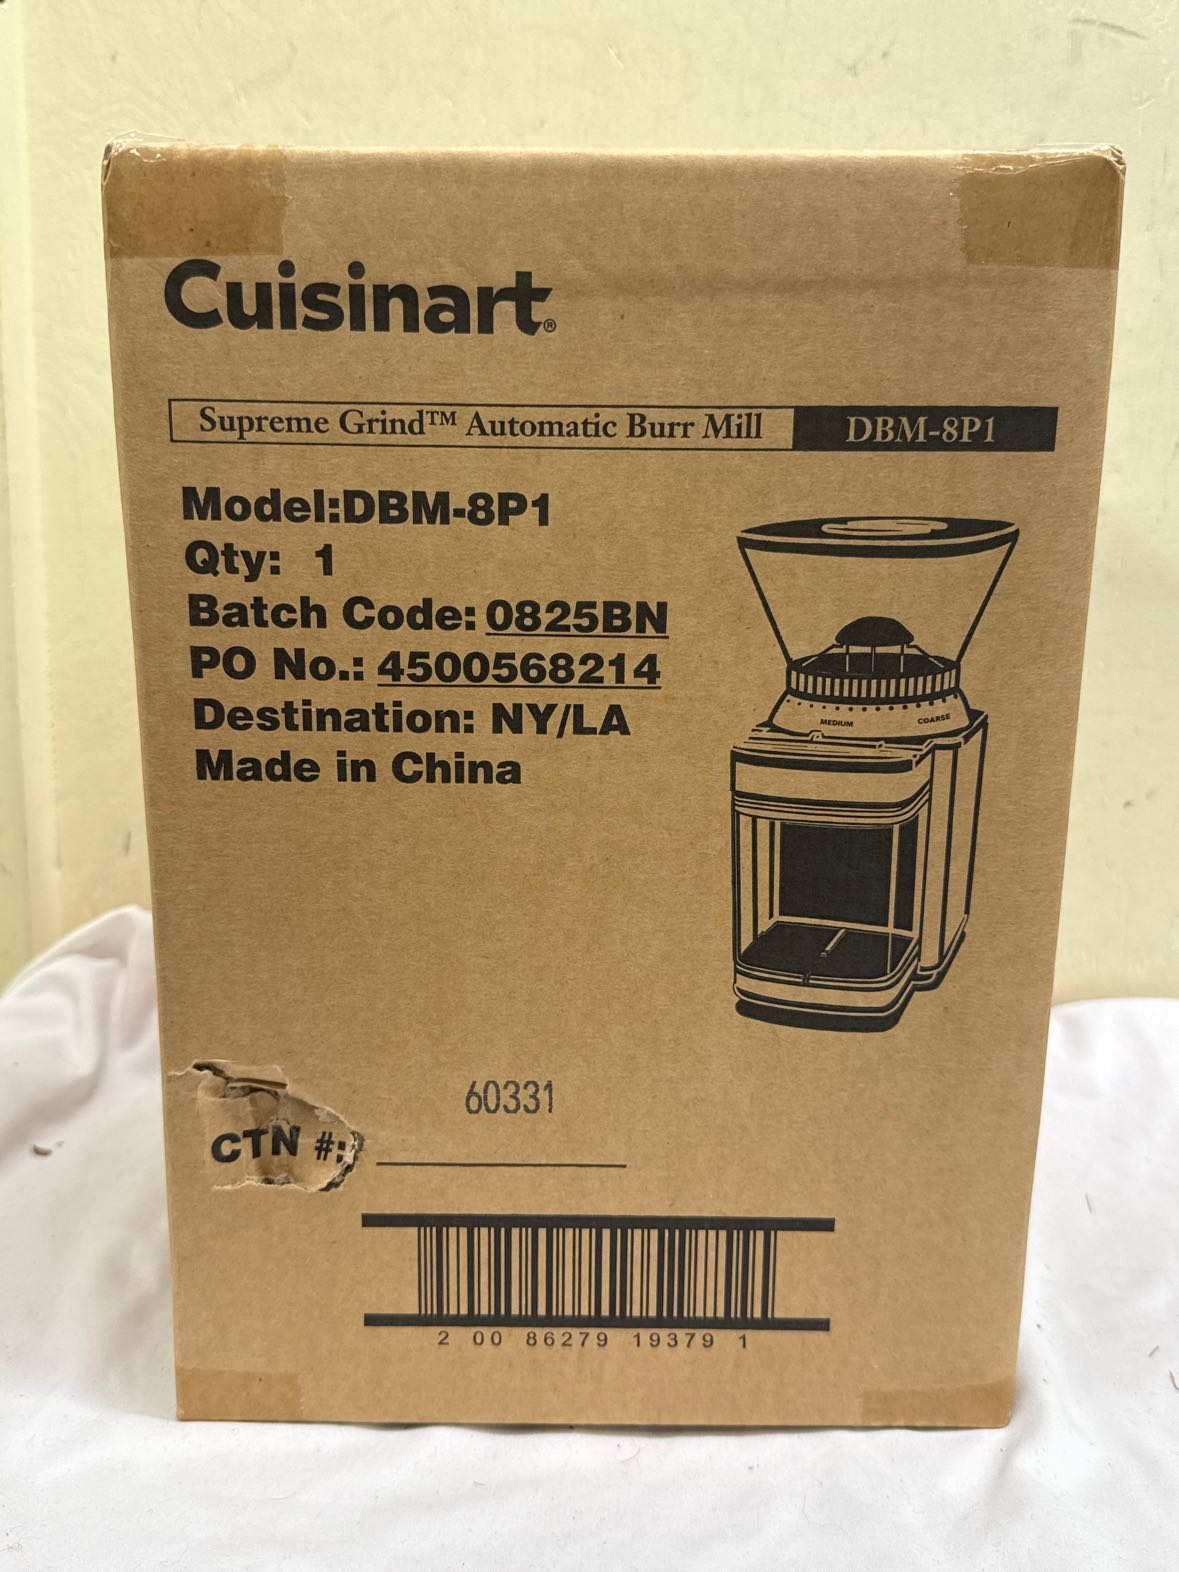 Cuisinart®
Supreme Grind™ Automatic Burr Mill DBM-8P1
Model:DBM-8P1
Qty: 1
Batch Code: 0825BN
PO No.: 4500568214
Destination: NY/LA
Made in China
MEDIUM COARSE
60331
CTN #:
2 00 86279 19379 1